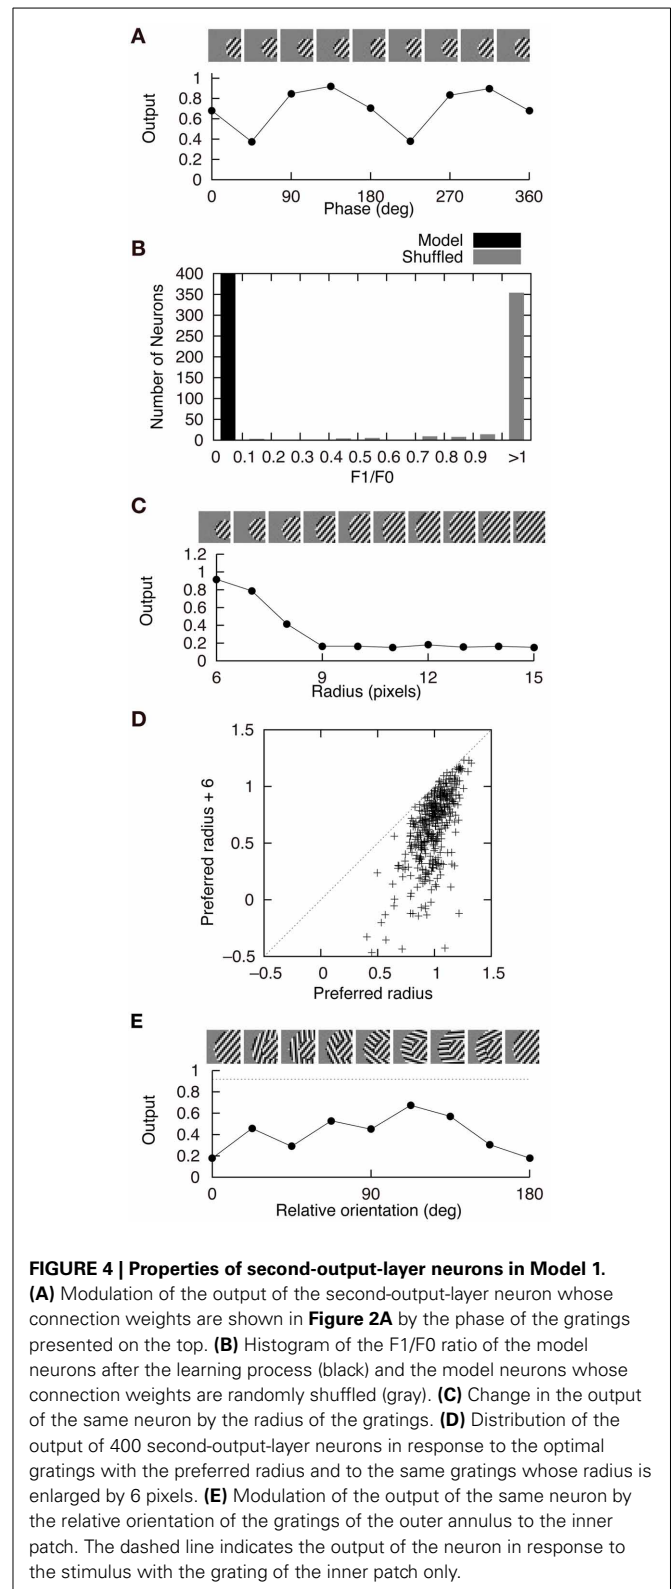 A
1
0.8
0.6
0.4
0.2
0
Output
0 90 180 270 360
Phase (deg)
B
Model
Shuffled
400
350
300
250
200
150
100
50
0
Number of Neurons
0 0.1 0.2 0.3 0.4 0.5 0.6 0.7 0.8 0.9 >1
F1/F0
C
1.2
1
0.8
0.6
0.4
0.2
0
Output
6 9 12 15
Radius (pixels)
D
1.5
1
0.5
0
−0.5
Preferred radius + 6
−0.5 0 0.5 1 1.5
Preferred radius
E
1
0.8
0.6
0.4
0.2
0
Output
0 90 180
Relative orientation (deg)
FIGURE 4 | Properties of second-output-layer neurons in Model 1.
(A) Modulation of the output of the second-output-layer neuron whose
connection weights are shown in Figure 2A by the phase of the gratings
presented on the top. (B) Histogram of the F1/F0 ratio of the model
neurons after the learning process (black) and the model neurons whose
connection weights are randomly shuffled (gray). (C) Change in the output
of the same neuron by the radius of the gratings. (D) Distribution of the
output of 400 second-output-layer neurons in response to the optimal
gratings with the preferred radius and to the same gratings whose radius is
enlarged by 6 pixels. (E) Modulation of the output of the same neuron by
the relative orientation of the gratings of the outer annulus to the inner
patch. The dashed line indicates the output of the neuron in response to
the stimulus with the grating of the inner patch only.